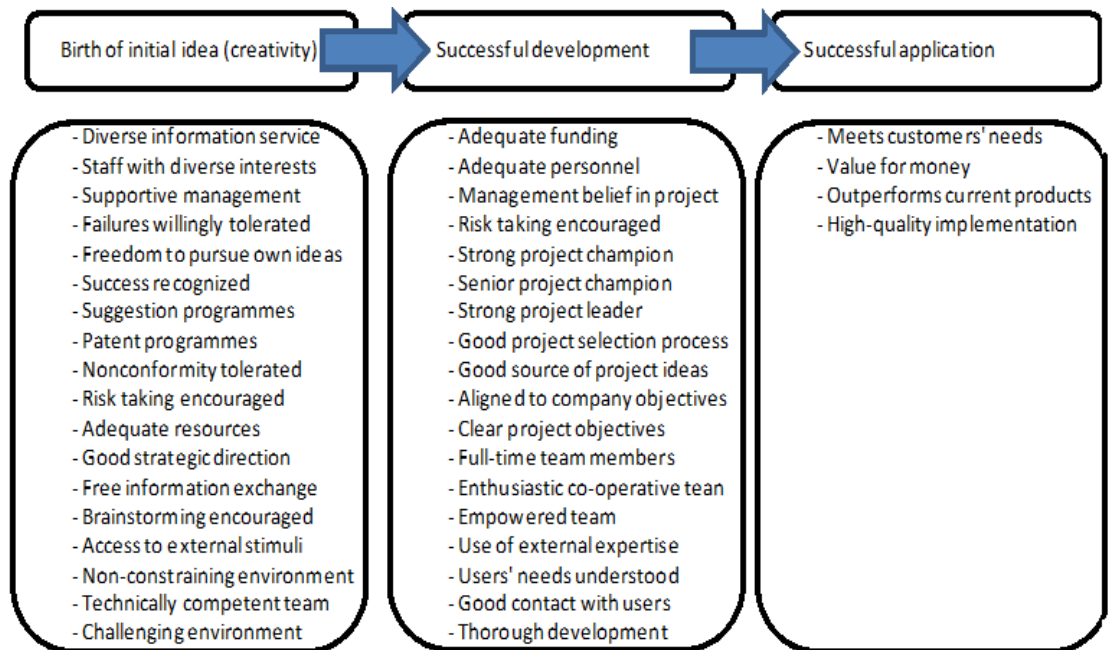 Birth of initial idea (creativity)
Successful development
Successful application
- Diverse information service
- Staff with diverse interests
- Supportive management
- Failures willingly tolerated
- Freedom to pursue own ideas
- Success recognized
- Suggestion programmes
- Patent programmes
- Nonconformity tolerated
- Risk taking encouraged
- Adequate resources
- Good strategic direction
- Free information exchange
- Brainstorming encouraged
- Access to external stimuli
- Non-constraining environment
- Technically competent team
- Challenging environment
- Adequate funding
- Adequate personnel
- Management belief in project
- Risk taking encouraged
- Strong project champion
- Senior project champion
- Strong project leader
- Good project selection process
- Good source of project ideas
- Aligned to company objectives
- Clear project objectives
- Full-time team members
- Enthusiastic co-operative tean
- Empowered team
- Use of external expertise
- Users' needs understood
- Good contact with users
- Thorough development
- Meets customers' needs
- Value for money
- Outperforms current products
- High-quality implementation